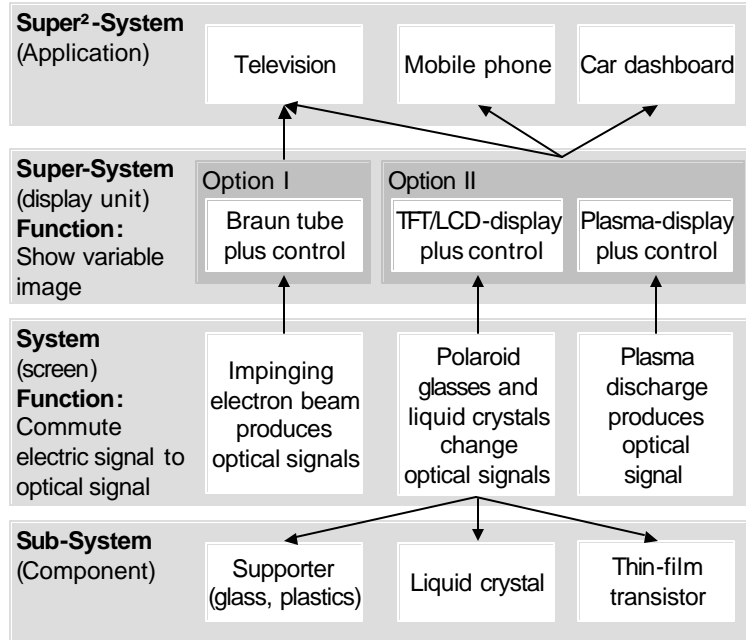 Super²-System
(Application)
Television
Mobile phone
Car dashboard
Super-System
(display unit)
Function:
Show variable
image
Option I
Braun tube
plus control
Option II
TFT/LCD-display
plus control
Plasma-display
plus control
System
(screen)
Function:
Commute
electric signal to
optical signal
Impinging
electron beam
produces
optical signals
Polaroid
glasses and
liquid crystals
change
optical signals
Plasma
discharge
produces
optical
signal
Sub-System
(Component)
Supporter
(glass, plastics)
Liquid crystal
Thin-film
transistor